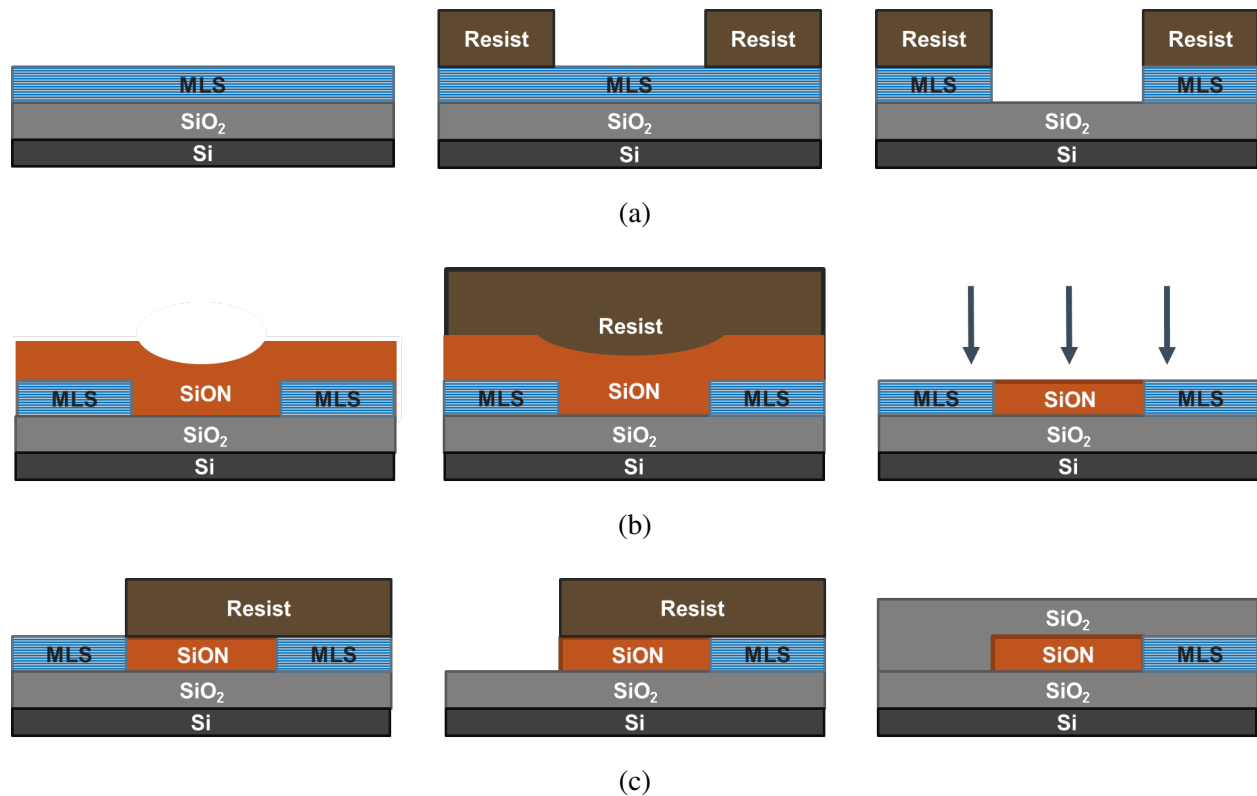 MLS
SiO₂
Si
Resist Resist
MLS
SiO₂
Si
Resist Resist
MLS MLS
SiO₂
Si
(a)
SiON
MLS MLS
SiO₂
Si
Resist
SiON
MLS MLS
SiO₂
Si
MLS SiON MLS
SiO₂
Si
(b)
Resist
MLS SiON MLS
SiO₂
Si
Resist
SiON MLS
SiO₂
Si
SiO₂
SiON MLS
SiO₂
Si
(c)